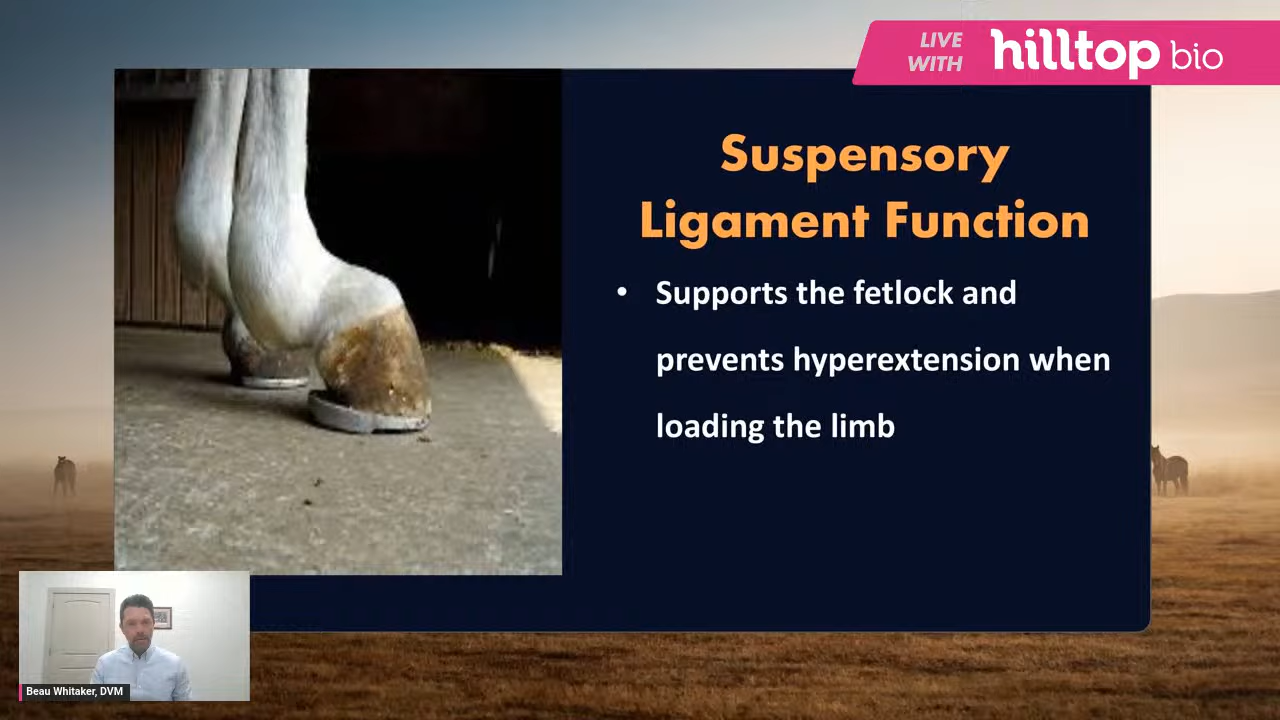 LIVE
WITH
hilltop bio
Suspensory
Ligament Function
• Supports the fetlock and
prevents hyperextension when
loading the limb
Beau Whitaker, DVM